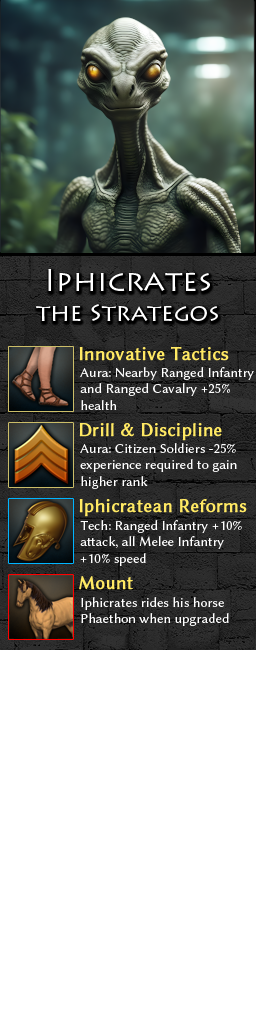 Iphicrates
the Strategos
Innovative Tactics
Aura: Nearby Ranged Infantry
and Ranged Cavalry +25%
health
Drill & Discipline
Aura: Citizen Soldiers -25%
experience required to gain
higher rank
Iphicratean Reforms
Tech: Ranged Infantry +10%
attack, all Melee Infantry
+10% speed
Mount
Iphicrates rides his horse
Phaethon when upgraded